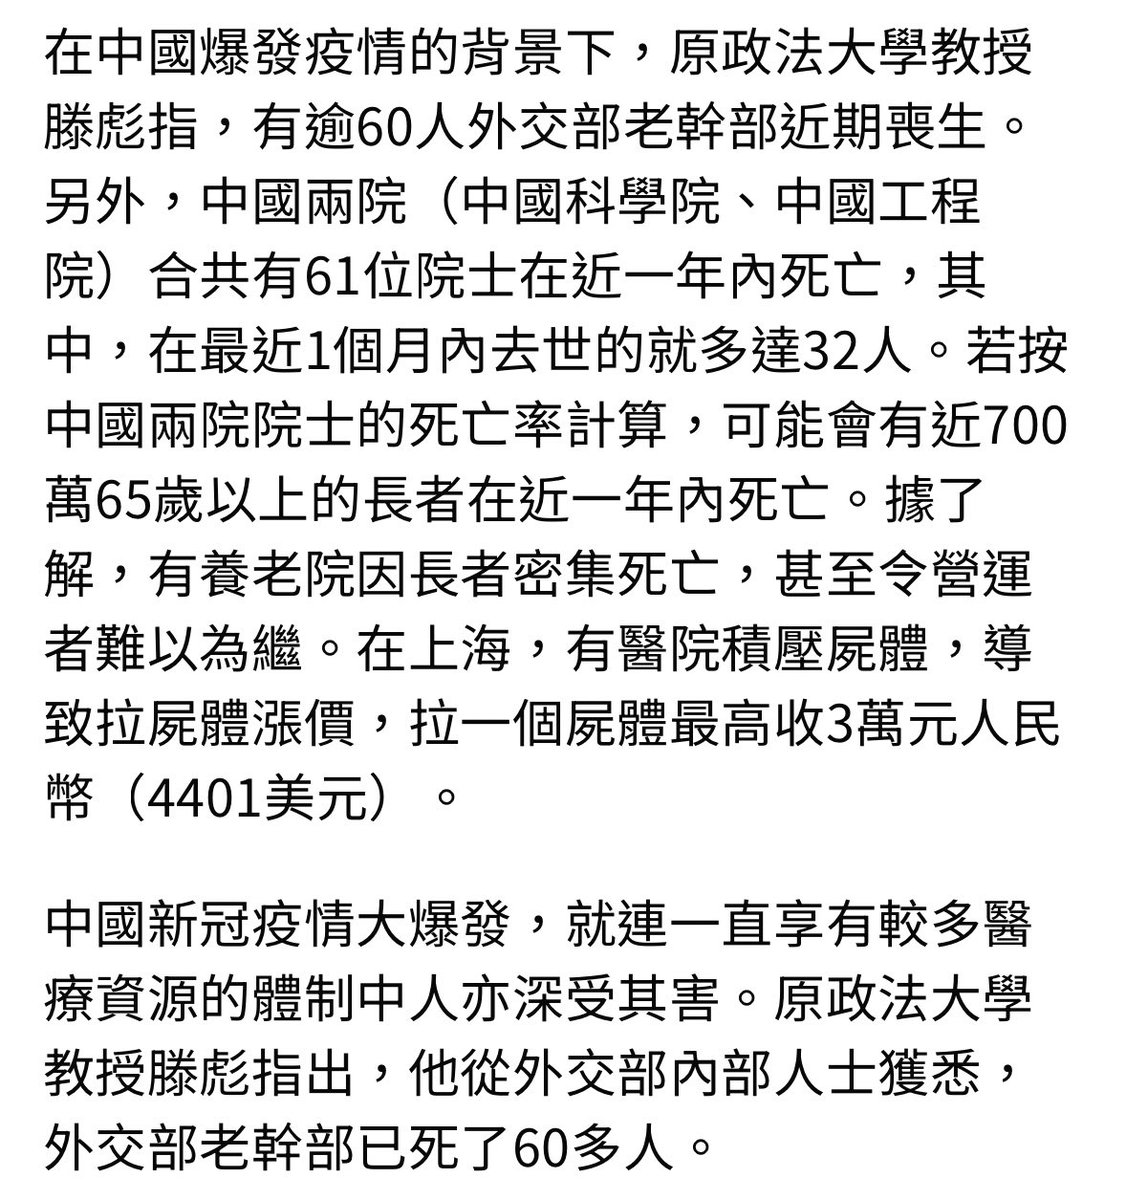 在中國爆發疫情的背景下，原政法大學教授
滕彪指，有逾60人外交部老幹部近期喪生。
另外，中國兩院（中國科學院、中國工程
院）合共有61位院士在近一年內死亡，其
中，在最近1個月內去世的就多達32人。若按
中國兩院院士的死亡率計算，可能會有近700
萬65歲以上的長者在近一年內死亡。據了
解，有養老院因長者密集死亡，甚至令營運
者難以為繼。在上海，有醫院積壓屍體，導
致拉屍體漲價，拉一個屍體最高收3萬元人民
幣（4401美元）。
中國新冠疫情大爆發，就連一直享有較多醫
療資源的體制中人亦深受其害。原政法大學
教授滕彪指出，他從外交部內部人士獲悉，
外交部老幹部已死了60多人。